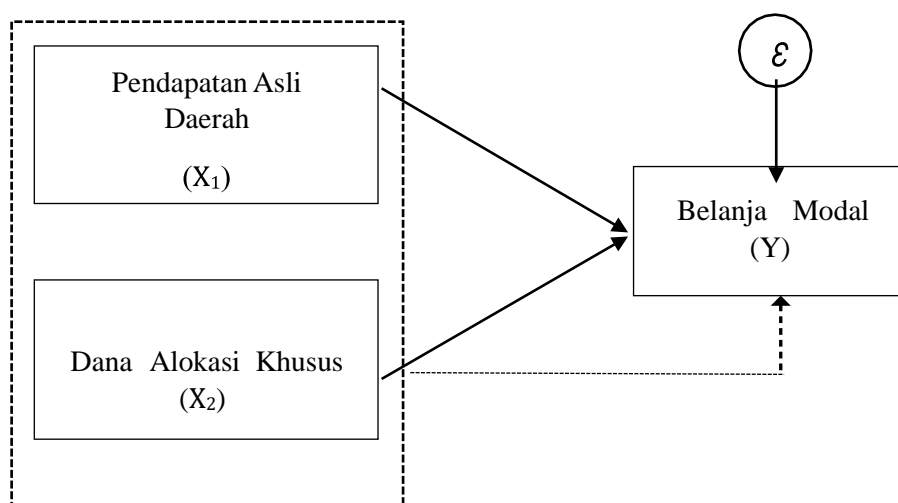 Pendapatan Asli
Daerah
(X₁)
ε
Belanja Modal
(Y)
Dana Alokasi Khusus
(X₂)